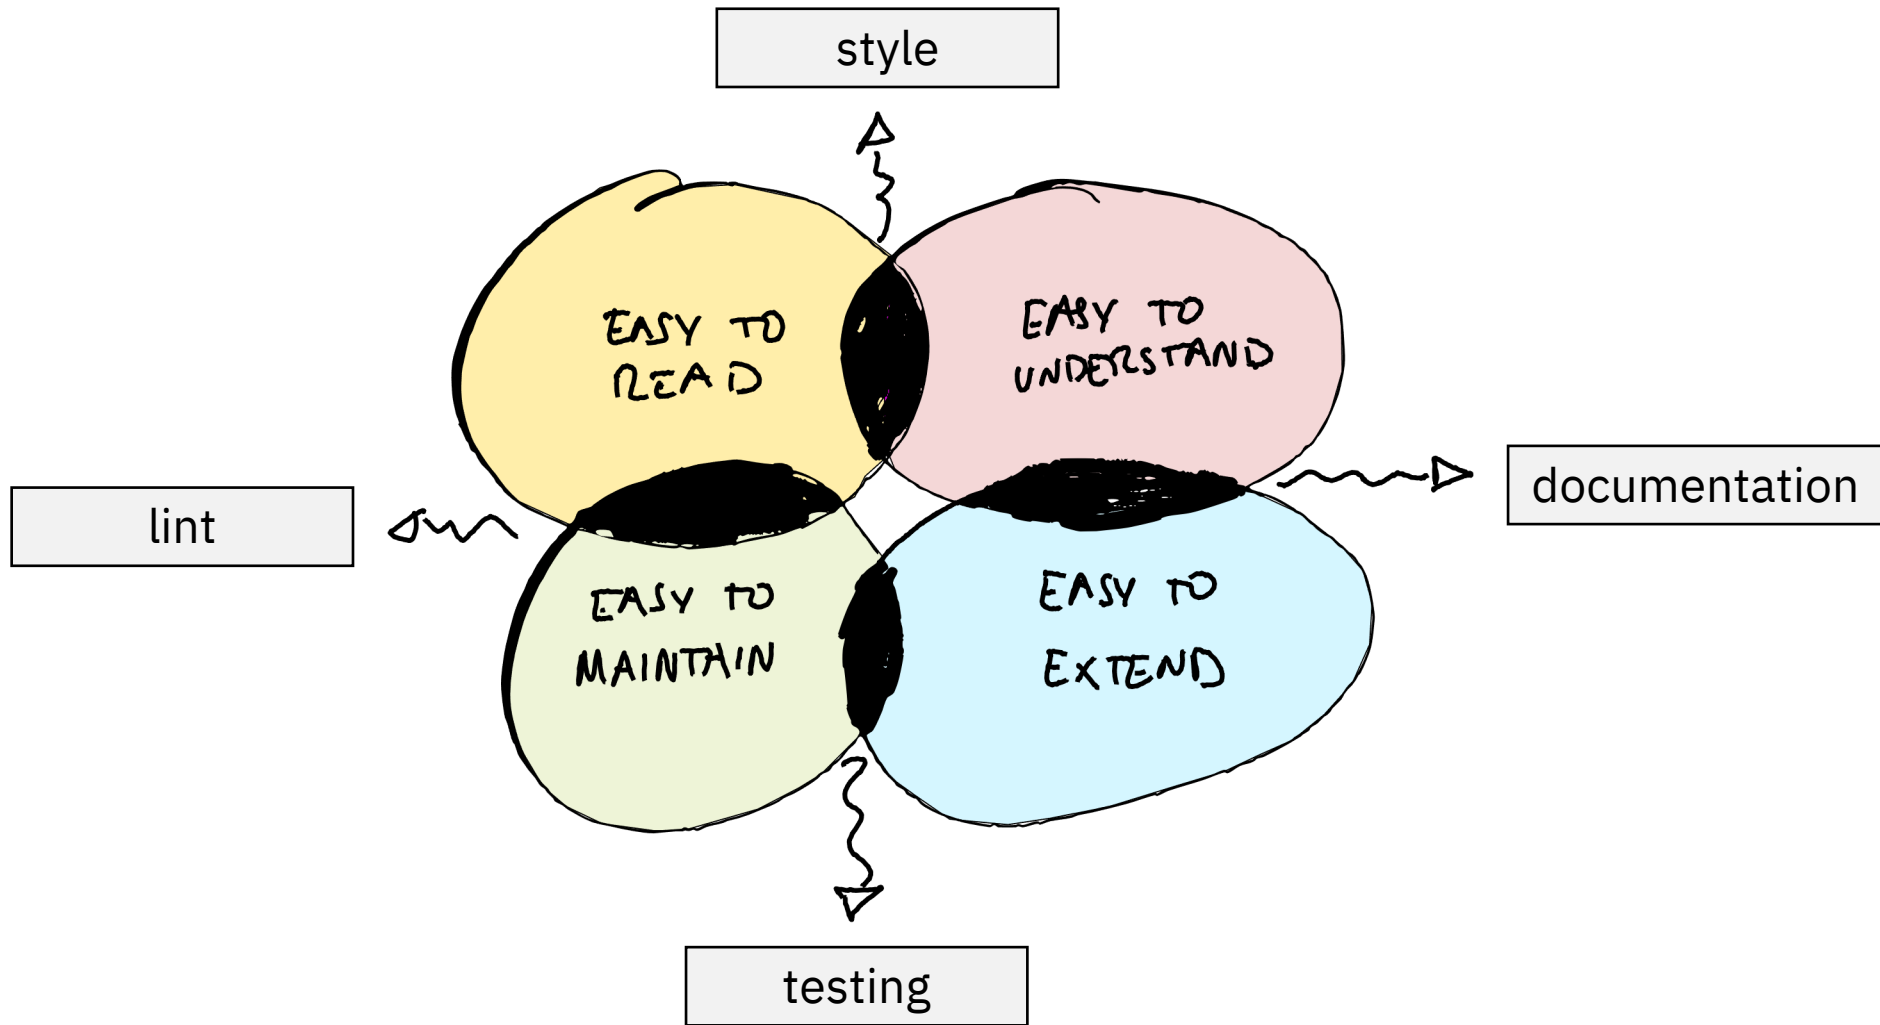 style
EASY TO
READ
EASY TO
UNDERSTAND
lint
documentation
EASY TO
MAINTAIN
EASY TO
EXTEND
testing